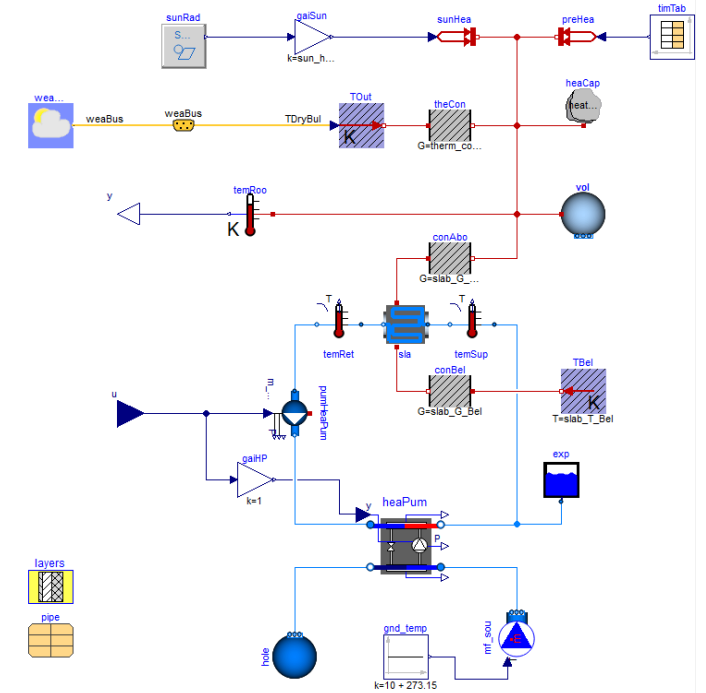 sunRad
gaiSun
sunHea
preHea
timTab
S...
k=sun_h...
wea...
weaBus
weaBus
TDryBul
TOut
K
theCon
G=therm_co...
heaCap
heat...
y
temRoo
K
vol
conAbo
G=slab_G_...
T
T
temRet
sla
temSup
conBel
G=slab_G_Bel
TBel
K
T=slab_T_Bel
u
m_...
pumHeaPum
P
gaiHP
k=1
y
heaPum
P
exp
layers
pipe
hole
gnd_temp
k=10 + 273.15
mf_sou